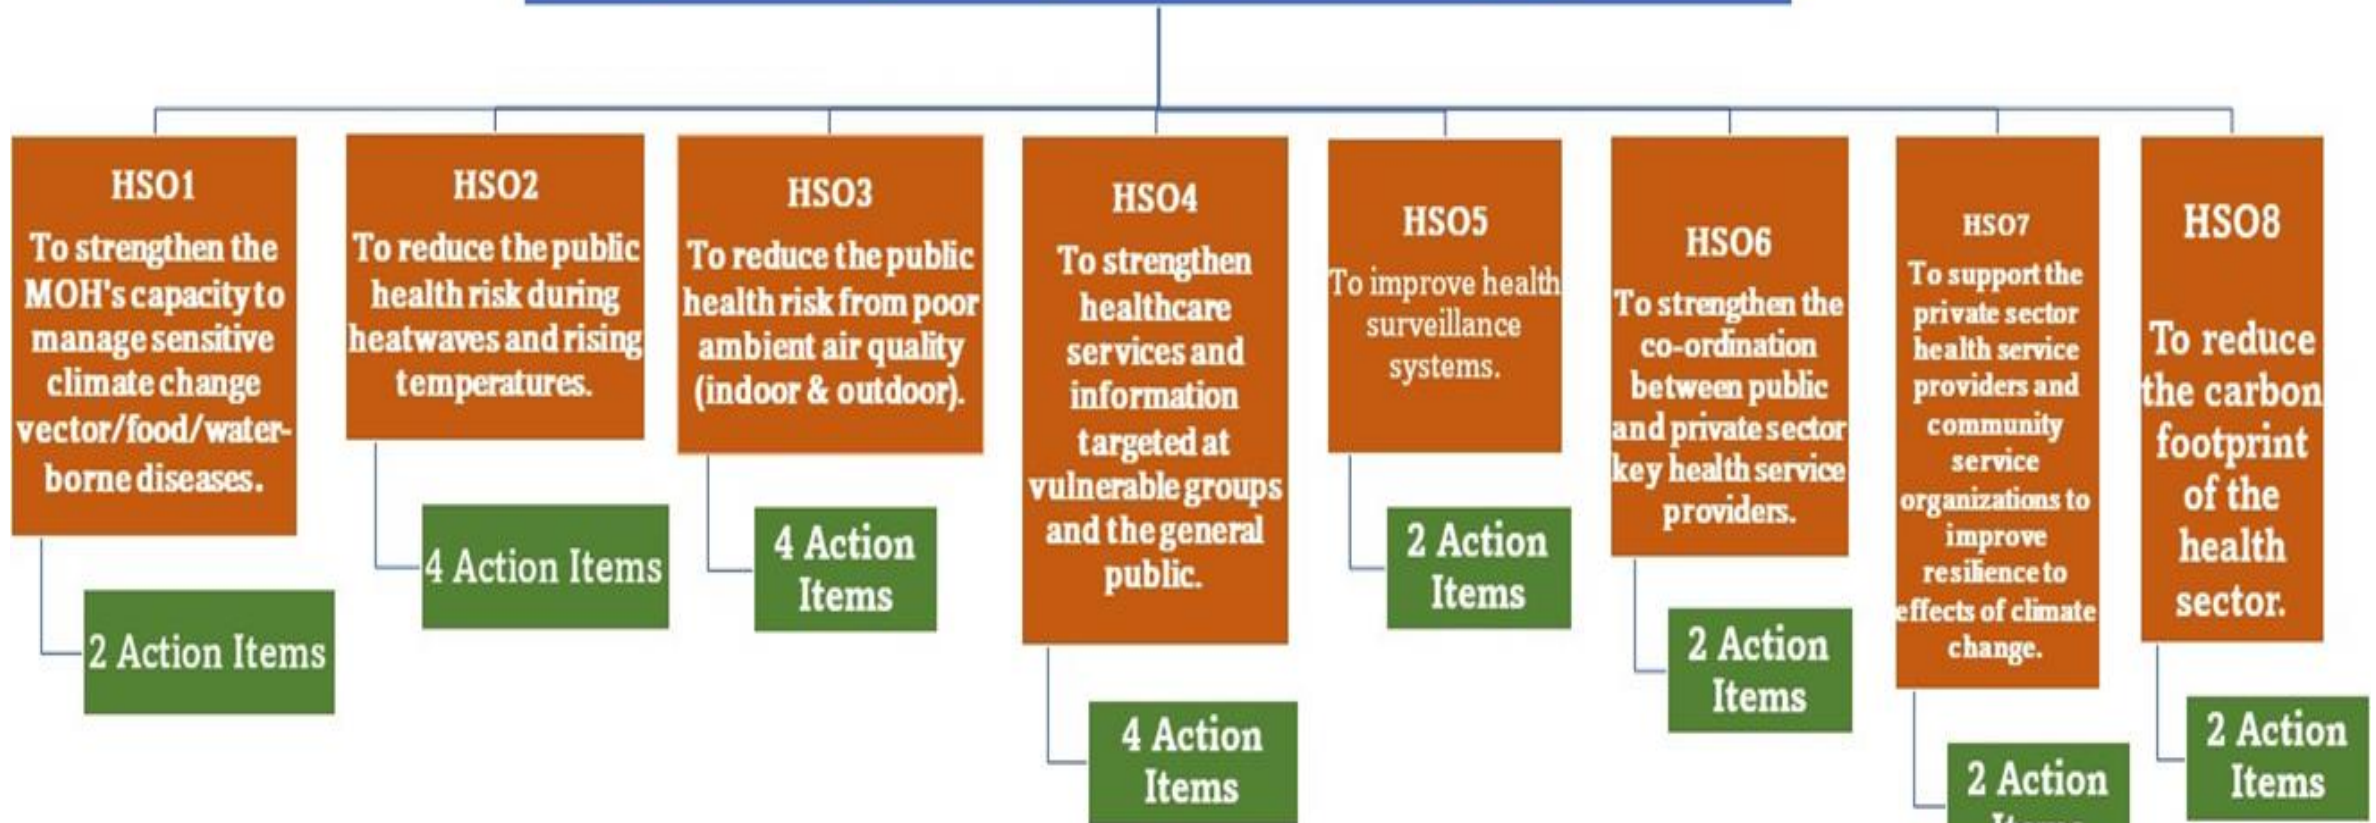 HSO1
To strengthen the
MOH's capacity to
manage sensitive
climate change
vector/food/water-
borne diseases.
2 Action Items
HSO2
To reduce the public
health risk during
heatwaves and rising
temperatures.
4 Action Items
HSO3
To reduce the public
health risk from poor
ambient air quality
(indoor & outdoor).
4 Action
Items
HSO4
To strengthen
healthcare
services and
information
targeted at
vulnerable groups
and the general
public.
4 Action
Items
HSO5
To improve health
surveillance
systems.
2 Action
Items
HSO6
To strengthen the
co-ordination
between public
and private sector
key health service
providers.
2 Action
Items
HSO7
To support the
private sector
health service
providers and
community
service
organizations to
improve
resilience to
effects of climate
change.
2 Action
Items
HSO8
To reduce
the carbon
footprint
of the
health
sector.
2 Action
Items